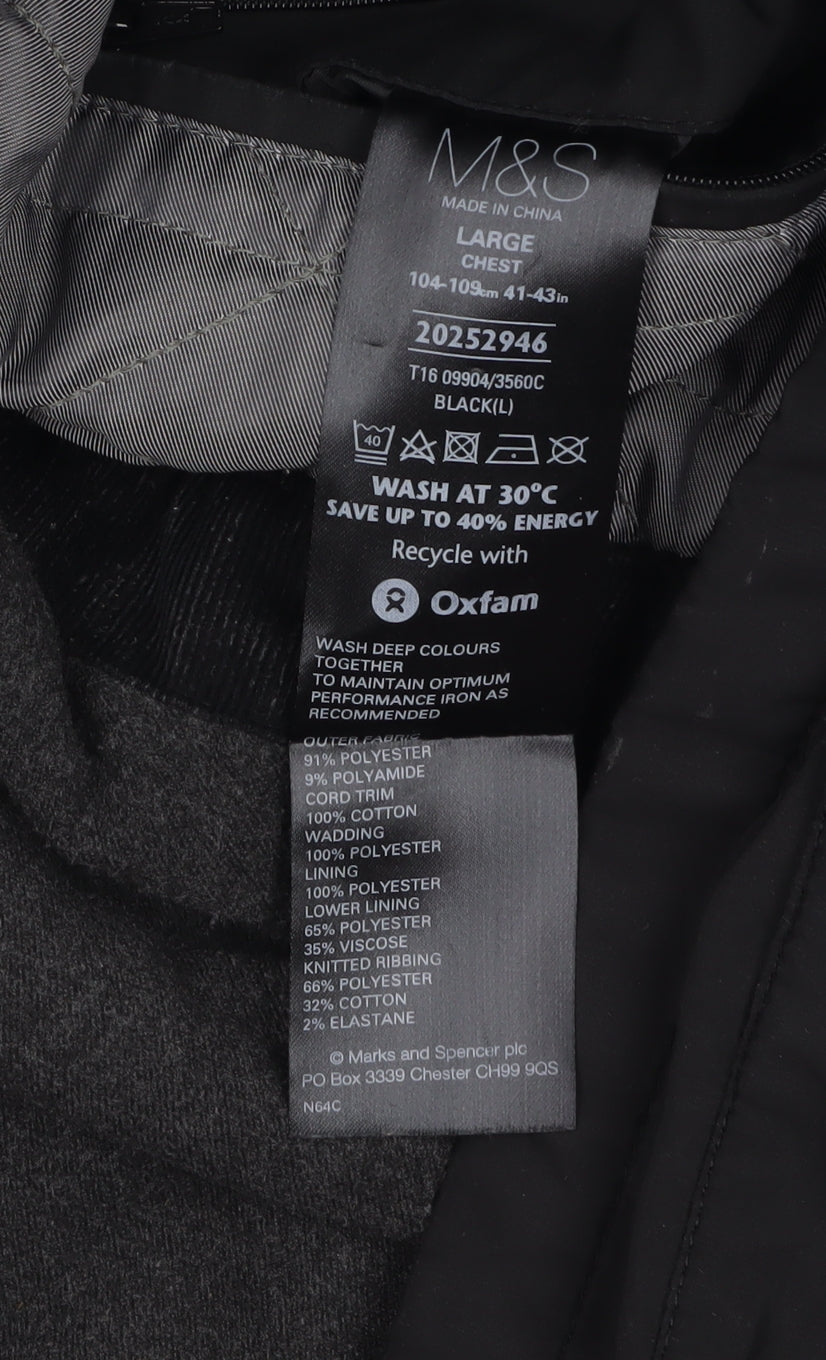 M&S
MADE IN CHINA
LARGE
CHEST
104-109cm 41-43in
20252946
T16 09904/3560C
BLACK(L)
40
WASH AT 30ºC
SAVE UP TO 40% ENERGY
Recycle with
Oxfam
WASH DEEP COLOURS
TOGETHER
TO MAINTAIN OPTIMUM
PERFORMANCE IRON AS
RECOMMENDED
OUTER FABRIC
91% POLYESTER
9% POLYAMIDE
CORD TRIM
100% COTTON
WADDING
100% POLYESTER
LINING
100% POLYESTER
LOWER LINING
65% POLYESTER
35% VISCOSE
KNITTED RIBBING
66% POLYESTER
32% COTTON
2% ELASTANE
© Marks and Spencer plc
PO Box 3339 Chester CH99 9QS
N64C